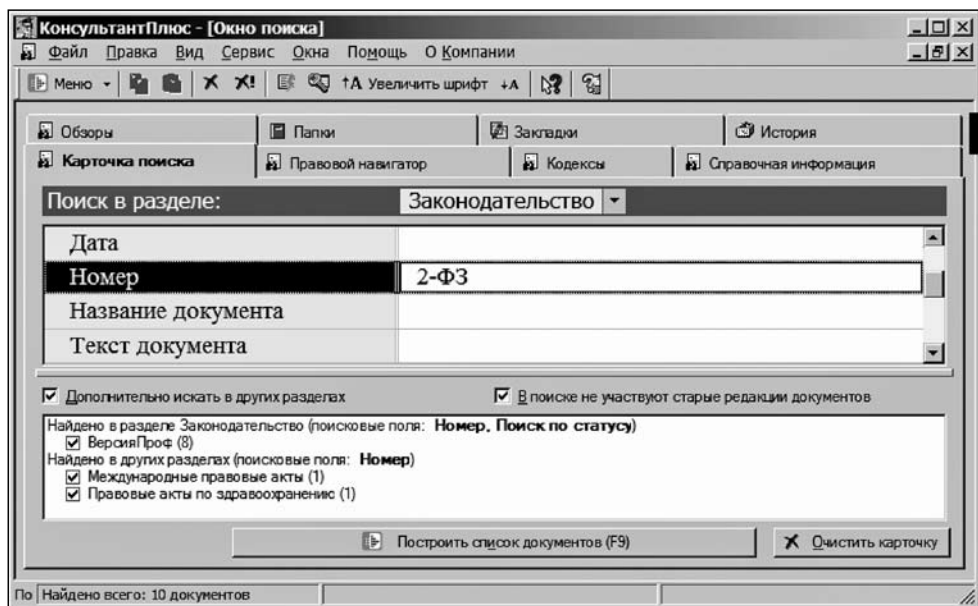 КонсультантПлюс - [Окно поиска]
Файл Правка Вид Сервис Окна Помощь О Компании
Меню Увеличить шрифт
Обзоры Папки Закладки История
Карточка поиска Правовой навигатор Кодексы Справочная информация
Поиск в разделе: Законодательство
Дата
Номер 2-ФЗ
Название документа
Текст документа
Дополнительно искать в других разделах В поиске не участвуют старые редакции документов
Найдено в разделе Законодательство (поисковые поля: Номер, Поиск по статусу)
ВерсияПроф (8)
Найдено в других разделах (поисковые поля: Номер)
Международные правовые акты (1)
Правовые акты по здравоохранению (1)
Построить список документов (F9) Очистить карточку
По Найдено всего: 10 документов